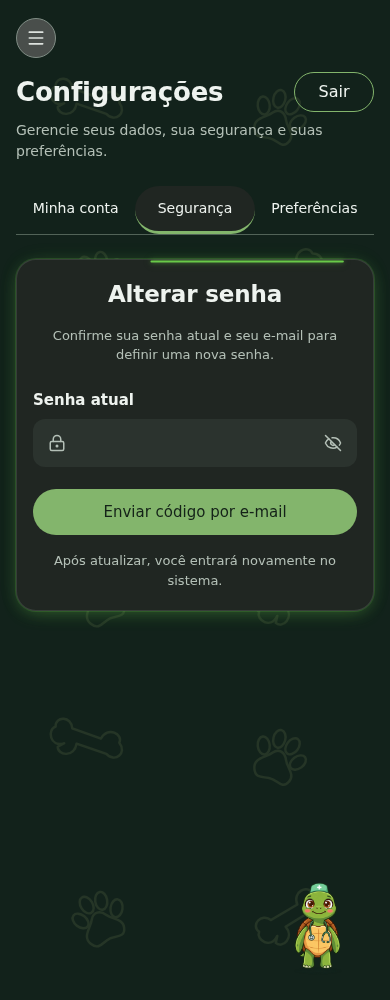 Configurações
Sair
Gerencie seus dados, sua segurança e suas
preferências.
Minha conta
Segurança
Preferências
Alterar senha
Confirme sua senha atual e seu e-mail para
definir uma nova senha.
Senha atual
Enviar código por e-mail
Após atualizar, você entrará novamente no
sistema.